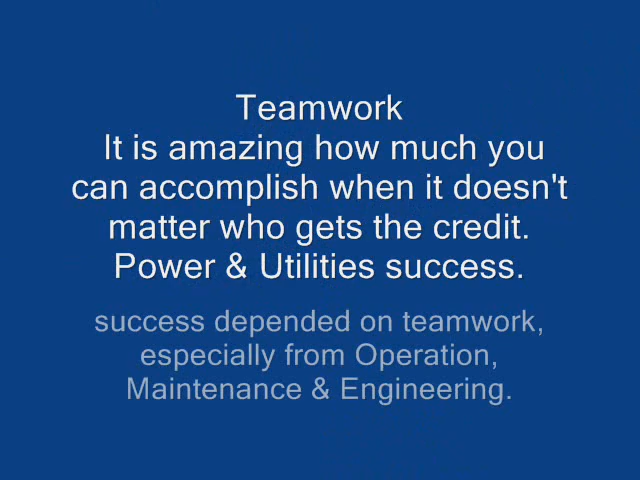 Teamwork
It is amazing how much you
can accomplish when it doesn't
matter who gets the credit.
Power & Utilities success.
success depended on teamwork,
especially from Operation,
Maintenance & Engineering.